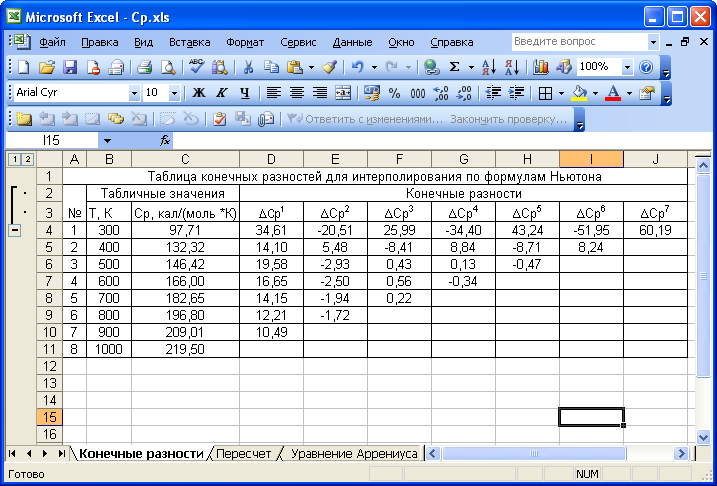 Microsoft Excel - Cp.xls
Файл Правка Вид Вставка Формат Сервис Данные Окно Справка Введите вопрос
100%
Arial Cyr 10 Ж К Ч % 000
Ответить с изменениями... Закончить проверку...
I15 fx
1 2 A B C D E F G H I J
1 Таблица конечных разностей для интерполирования по формулам Ньютона
2 Табличные значения Конечные разности
3 № Т, К Ср, кал/(моль *К) ΔCp¹ ΔCp² ΔCp³ ΔCp⁴ ΔCp⁵ ΔCp⁶ ΔCp⁷
4 1 300 97,71 34,61 -20,51 25,99 -34,40 43,24 -51,95 60,19
5 2 400 132,32 14,10 5,48 -8,41 8,84 -8,71 8,24
6 3 500 146,42 19,58 -2,93 0,43 0,13 -0,47
7 4 600 166,00 16,65 -2,50 0,56 -0,34
8 5 700 182,65 14,15 -1,94 0,22
9 6 800 196,80 12,21 -1,72
10 7 900 209,01 10,49
11 8 1000 219,50
12
13
14
15
16
Конечные разности Пересчет Уравнение Аррениуса
Готово NUM